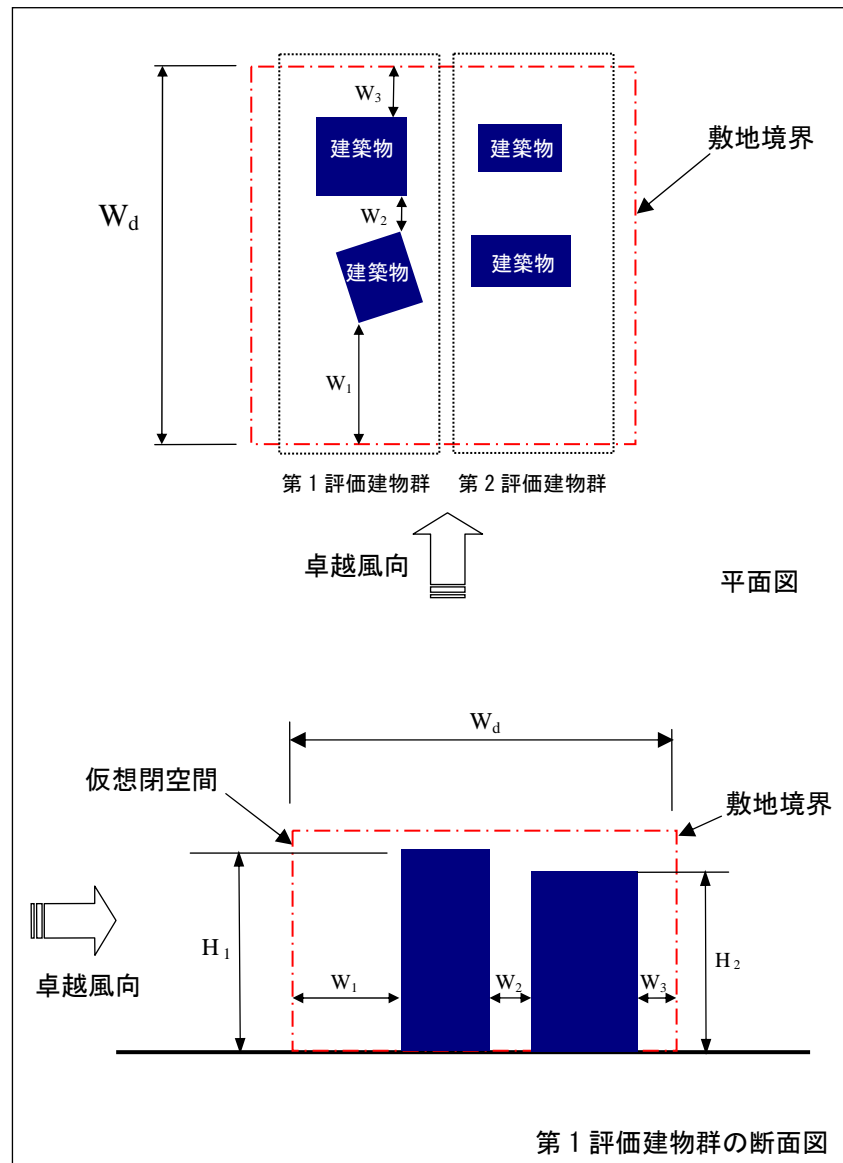 W3
建築物
建築物
敷地境界
Wd
W2
建築物
建築物
W1
第1評価建物群
第2評価建物群
卓越風向
平面図
Wd
仮想閉空間
敷地境界
H1
W1
W2
W3
H2
卓越風向
第1評価建物群の断面図